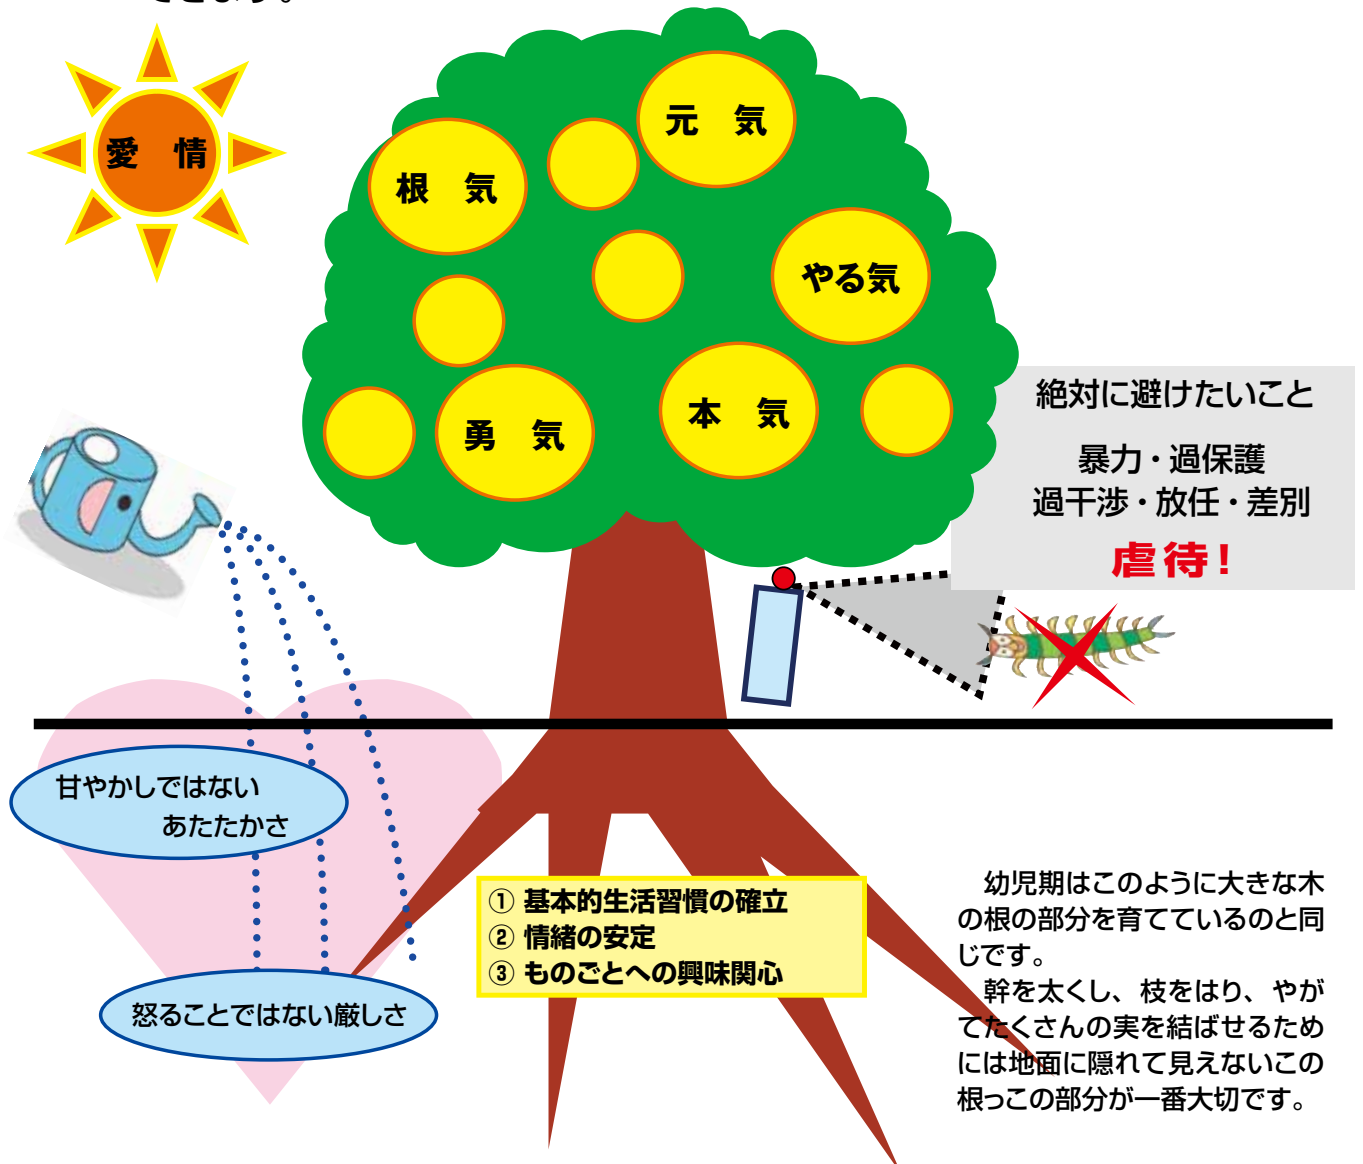 できます。
愛　情
元　気
根　気
やる気
本　気
勇　気
絶対に避けたいこと
暴力・過保護
過干渉・放任・差別
虐待！
甘やかしではない
あたたかさ
怒ることではない厳しさ
① 基本的生活習慣の確立
② 情緒の安定
③ ものごとへの興味関心
幼児期はこのように大きな木
の根の部分を育てているのと同
じです。
幹を太くし、枝をはり、やが
てたくさんの実を結ばせるため
には地面に隠れて見えないこの
根っこの部分が一番大切です。